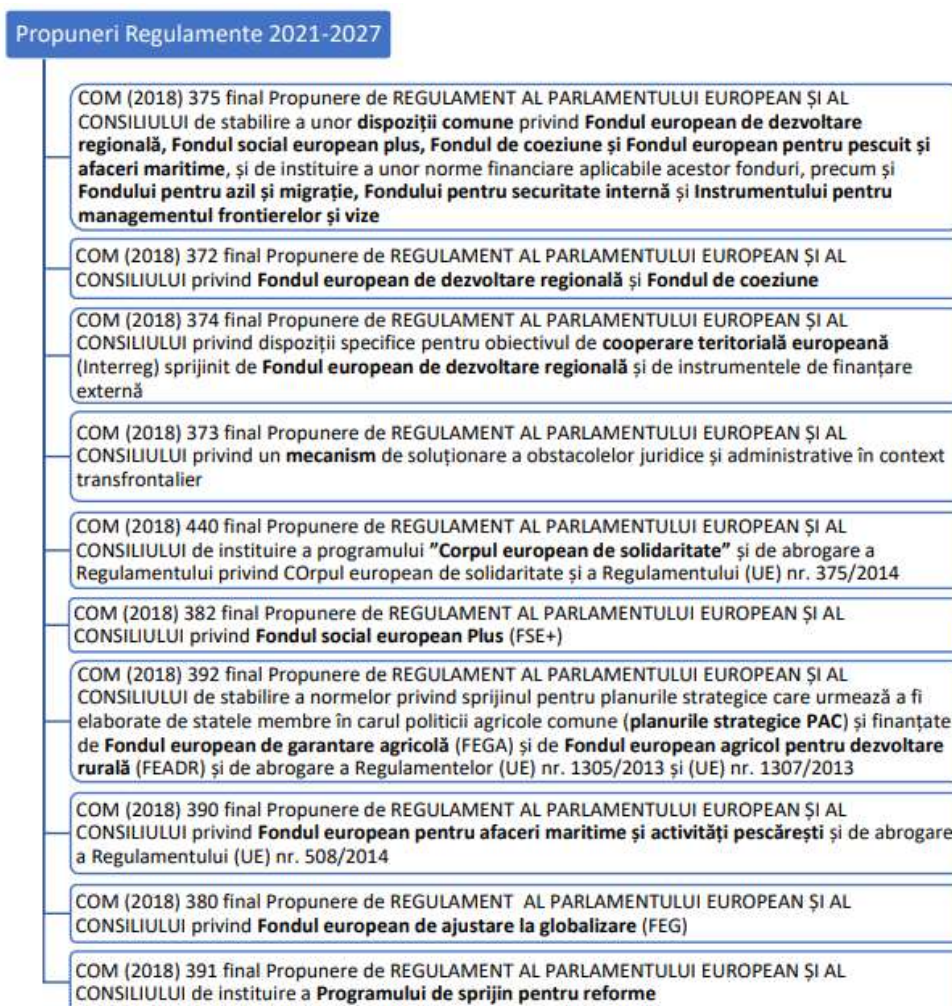 Propuneri Regulamente 2021-2027
COM (2018) 375 final Propunere de REGULAMENT AL PARLAMENTULUI EUROPEAN ȘI AL
CONSILIULUI de stabilire a unor dispoziții comune privind Fondul european de dezvoltare
regională, Fondul social european plus, Fondul de coeziune și Fondul european pentru pescuit și
afaceri maritime, și de instituire a unor norme financiare aplicabile acestor fonduri, precum și
Fondului pentru azil și migrație, Fondului pentru securitate internă și Instrumentului pentru
managementul frontierelor și vize
COM (2018) 372 final Propunere de REGULAMENT AL PARLAMENTULUI EUROPEAN ȘI AL
CONSILIULUI privind Fondul european de dezvoltare regională și Fondul de coeziune
COM (2018) 374 final Propunere de REGULAMENT AL PARLAMENTULUI EUROPEAN ȘI AL
CONSILIULUI privind dispoziții specifice pentru obiectivul de cooperare teritorială europeană
(Interreg) sprijinit de Fondul european de dezvoltare regională și de instrumentele de finanțare
externă
COM (2018) 373 final Propunere de REGULAMENT AL PARLAMENTULUI EUROPEAN ȘI AL
CONSILIULUI privind un mecanism de soluționare a obstacolelor juridice și administrative în context
transfrontalier
COM (2018) 440 final Propunere de REGULAMENT AL PARLAMENTULUI EUROPEAN ȘI AL
CONSILIULUI de instituire a programului ”Corpul european de solidaritate” și de abrogare a
Regulamentului privind COrpul european de solidaritate și a Regulamentului (UE) nr. 375/2014
COM (2018) 382 final Propunere de REGULAMENT AL PARLAMENTULUI EUROPEAN ȘI AL
CONSILIULUI privind Fondul social european Plus (FSE+)
COM (2018) 392 final Propunere de REGULAMENT AL PARLAMENTULUI EUROPEAN ȘI AL
CONSILIULUI de stabilire a normelor privind sprijinul pentru planurile strategice care urmează a fi
elaborate de statele membre în carul politicii agricole comune (planurile strategice PAC) și finanțate
de Fondul european de garantare agricolă (FEGA) și de Fondul european agricol pentru dezvoltare
rurală (FEADR) și de abrogare a Regulamentelor (UE) nr. 1305/2013 și (UE) nr. 1307/2013
COM (2018) 390 final Propunere de REGULAMENT AL PARLAMENTULUI EUROPEAN ȘI AL
CONSILIULUI privind Fondul european pentru afaceri maritime și activități pescărești și de abrogare
a Regulamentului (UE) nr. 508/2014
COM (2018) 380 final Propunere de REGULAMENT AL PARLAMENTULUI EUROPEAN ȘI AL
CONSILIULUI privind Fondul european de ajustare la globalizare (FEG)
COM (2018) 391 final Propunere de REGULAMENT AL PARLAMENTULUI EUROPEAN ȘI AL
CONSILIULUI de instituire a Programului de sprijin pentru reforme